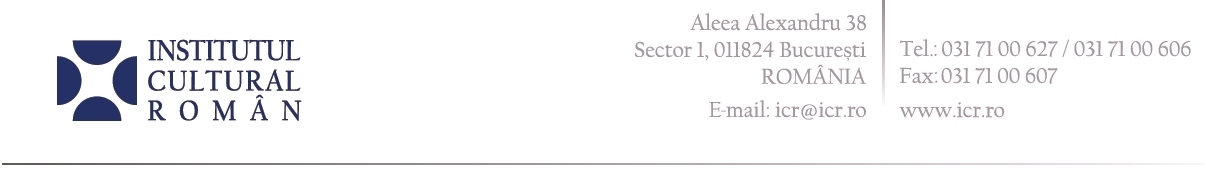 INSTITUTUL
CULTURAL
ROMÂN
Aleea Alexandru 38
Sector 1, 011824 București
ROMÂNIA
E-mail: icr@icr.ro
Tel.: 031 71 00 627 / 031 71 00 606
Fax: 031 71 00 607
www.icr.ro